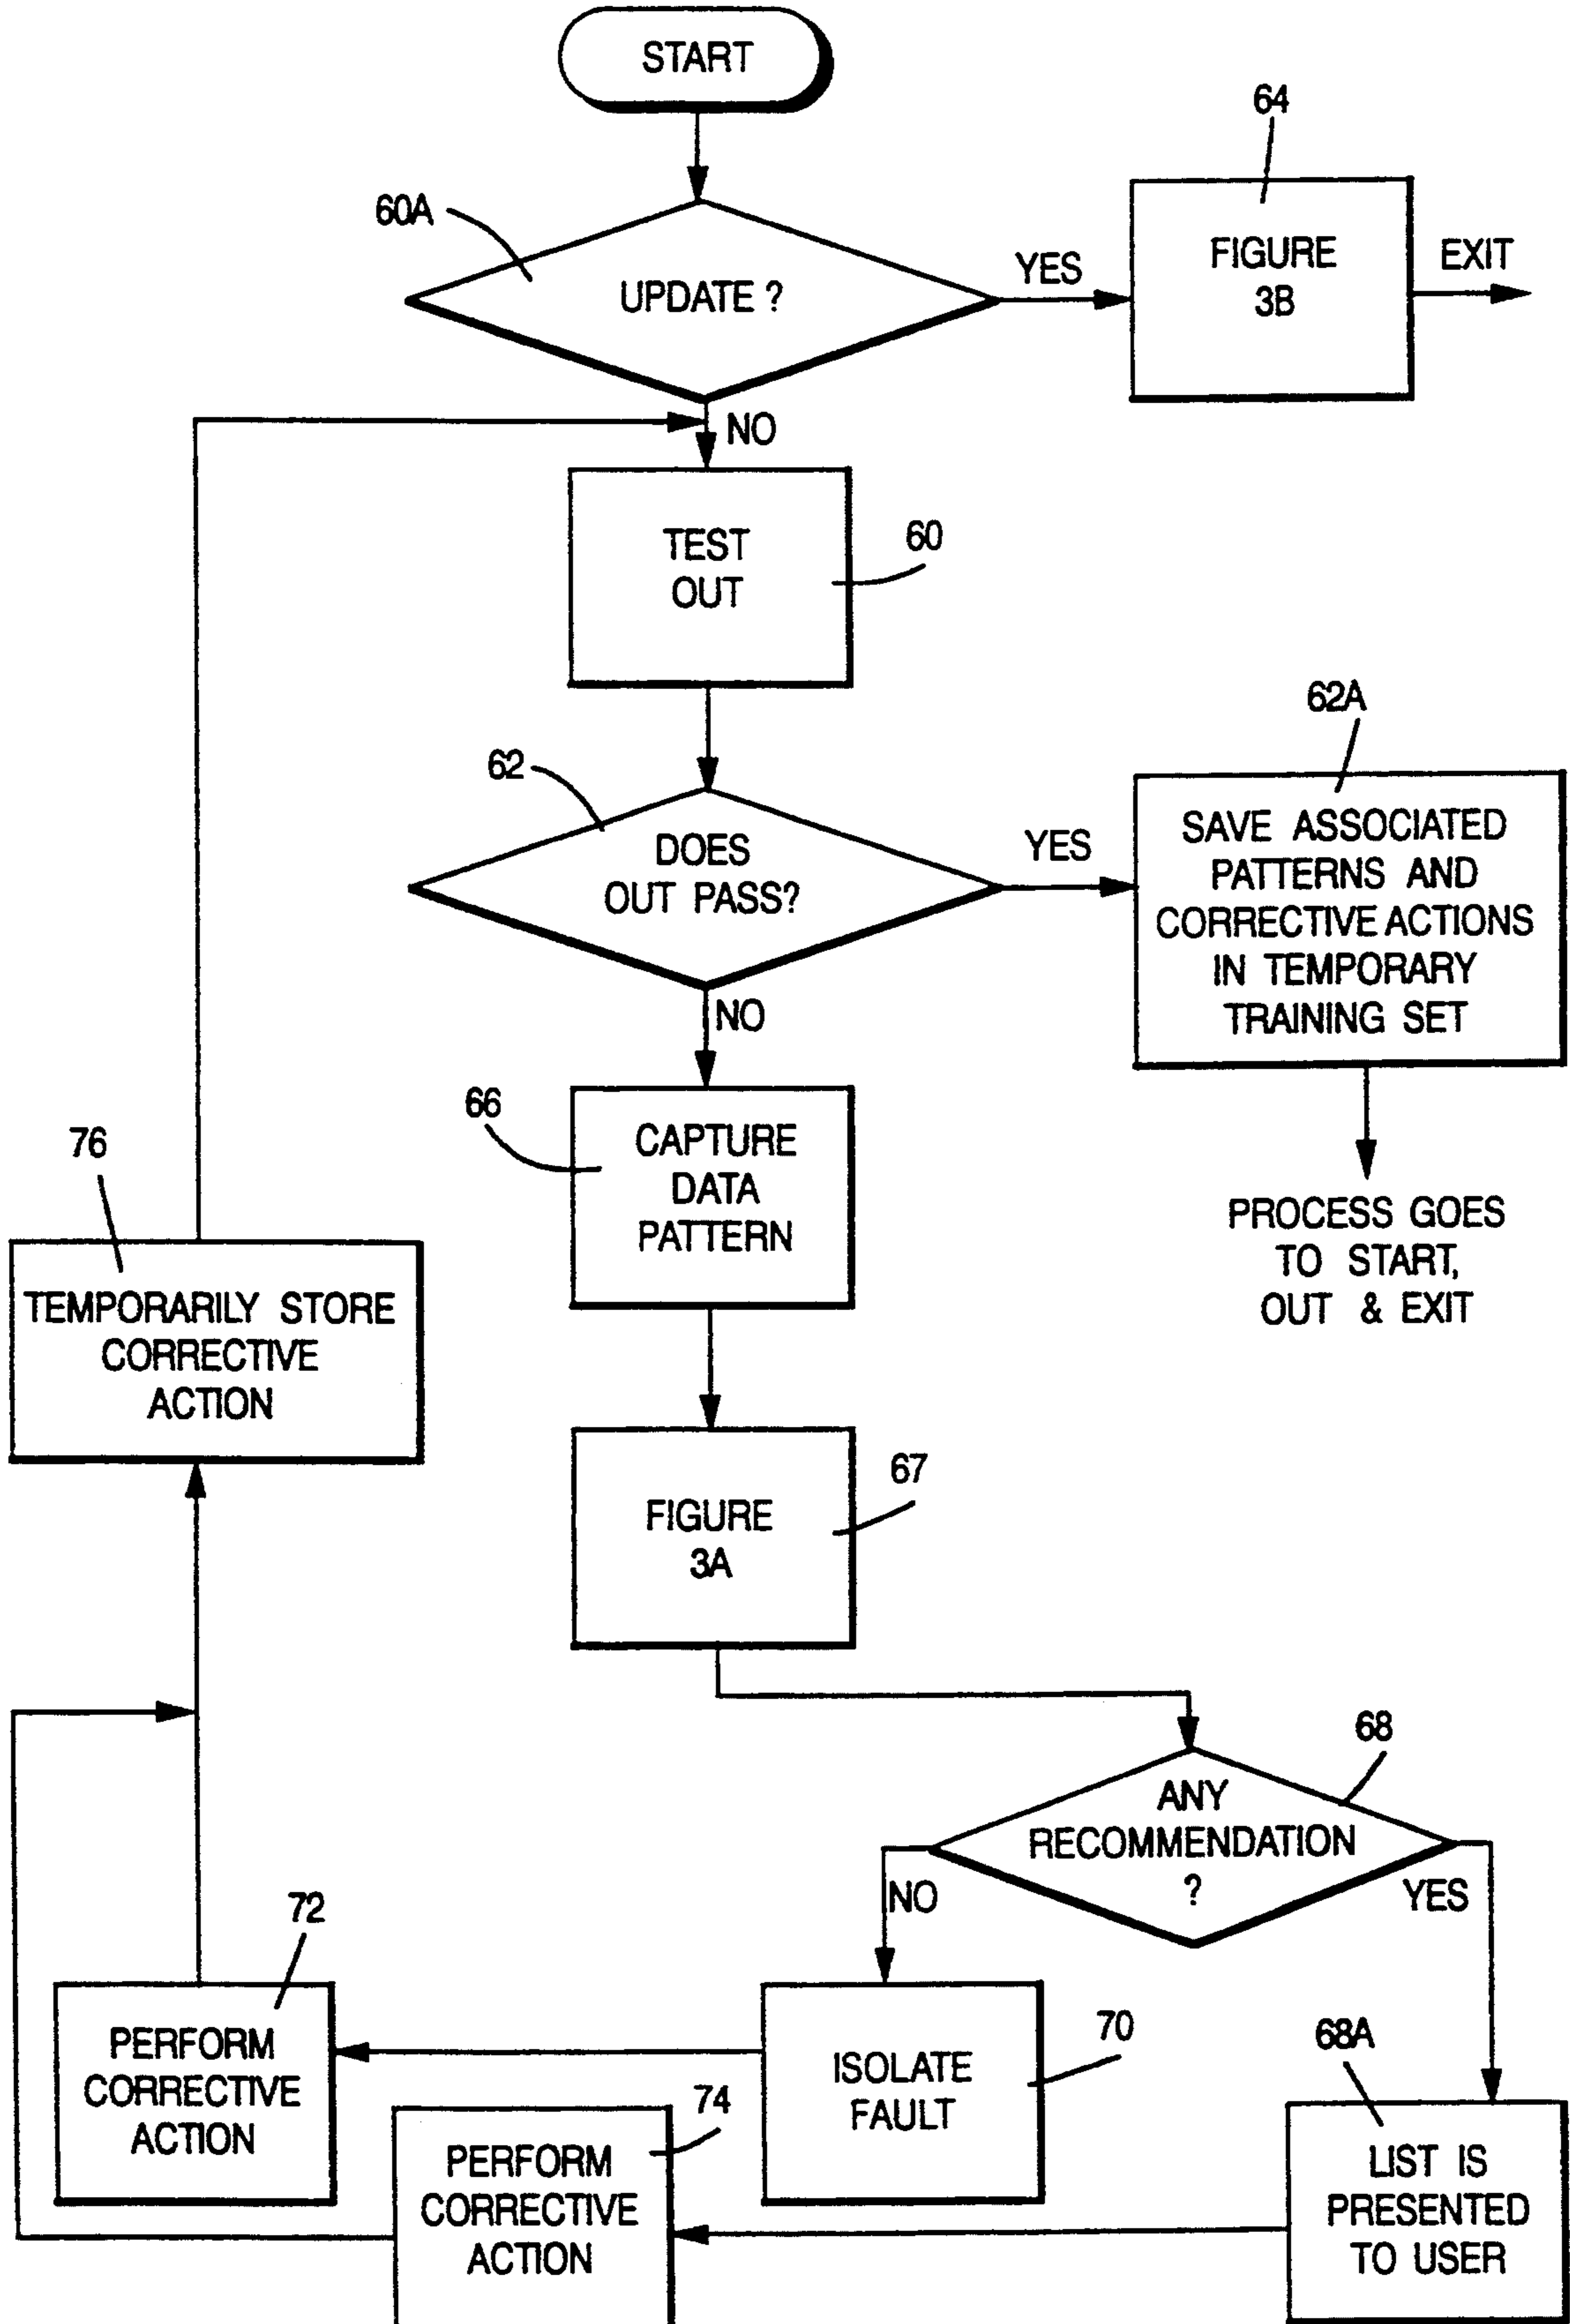 START
64
60A
UPDATE ?
YES
FIGURE
3B
EXIT
NO
TEST
OUT
60
62
DOES
OUT PASS?
YES
62A
SAVE ASSOCIATED
PATTERNS AND
CORRECTIVE ACTIONS
IN TEMPORARY
TRAINING SET
NO
66
CAPTURE
DATA
PATTERN
PROCESS GOES
TO START,
OUT & EXIT
76
TEMPORARILY STORE
CORRECTIVE
ACTION
FIGURE
3A
67
68
ANY
RECOMMENDATION
?
NO
YES
72
PERFORM
CORRECTIVE
ACTION
70
ISOLATE
FAULT
74
PERFORM
CORRECTIVE
ACTION
68A
LIST IS
PRESENTED
TO USER